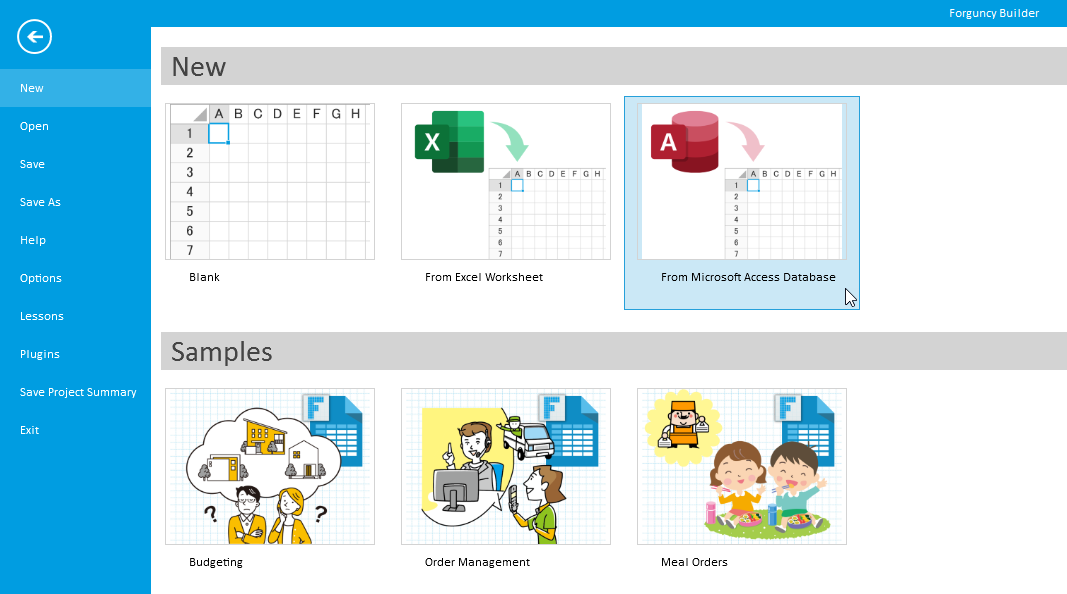 Forguncy Builder
New
Open
Save
Save As
Help
Options
Lessons
Plugins
Save Project Summary
Exit
New
A B C D E F G H
1
2
3
4
5
6
7
Blank
X
A B C D E F G H
1
2
3
4
5
6
7
From Excel Worksheet
A
A B C D E F G H
1
2
3
4
5
6
7
From Microsoft Access Database
Samples
F
? ?
Budgeting
F
Order Management
F
Meal Orders